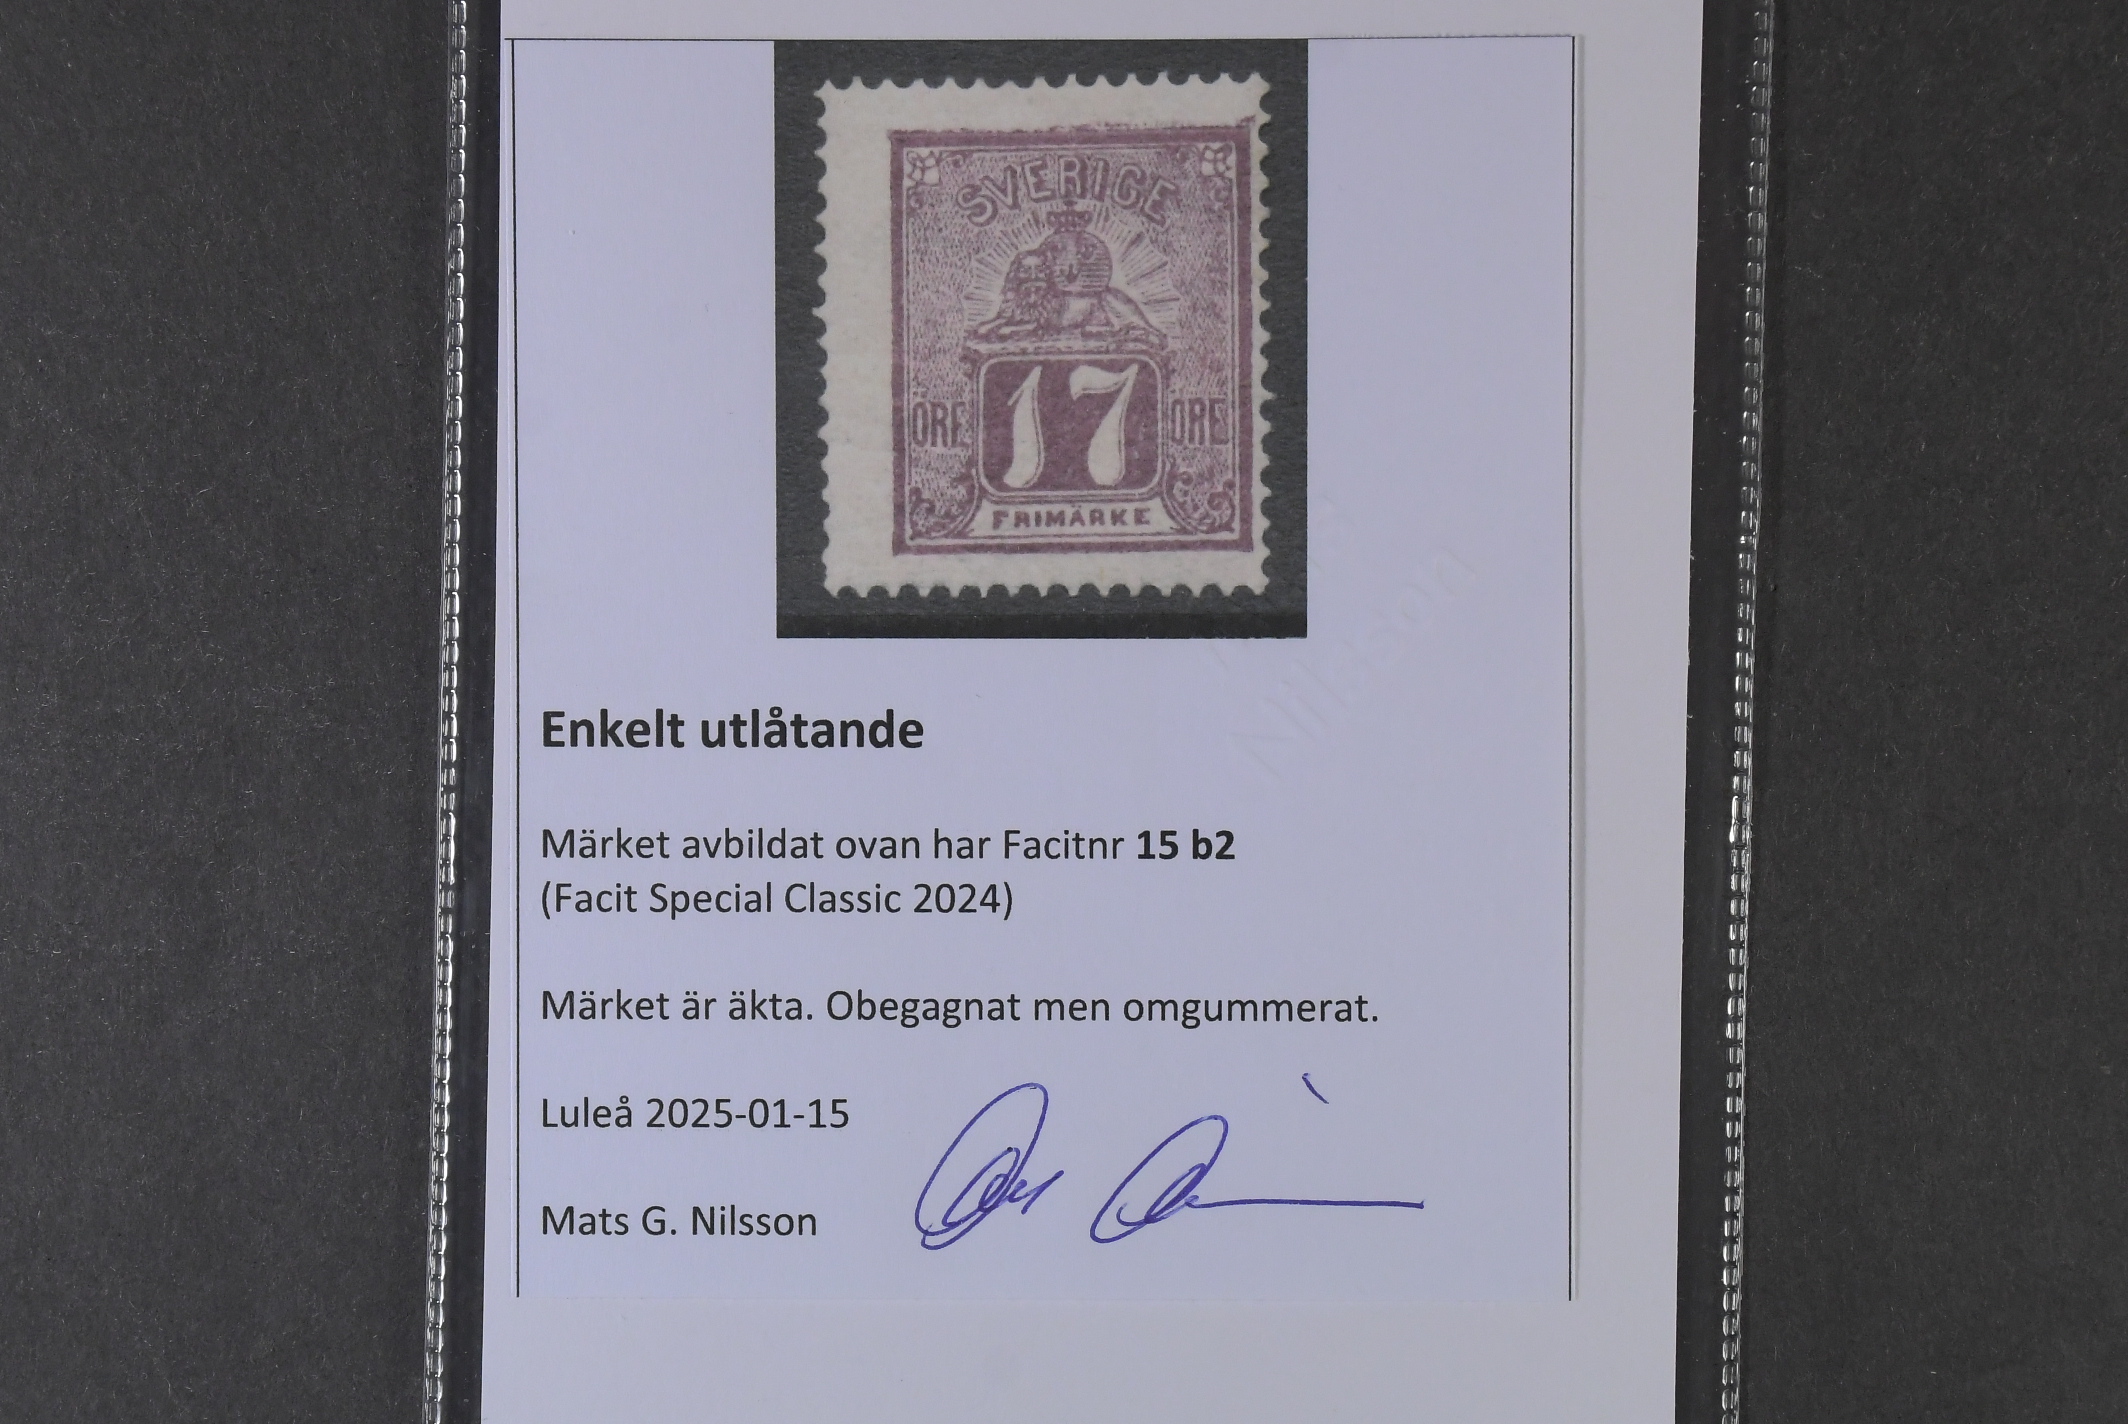 SVERIGE
ÖRE 17 ÖRE
FRIMÄRKE
Nilsson
Enkelt utlåtande
Märket avbildat ovan har Facitnr 15 b2
(Facit Special Classic 2024)
Märket är äkta. Obegagnat men omgummerat.
Luleå 2025-01-15
Mats G. Nilsson